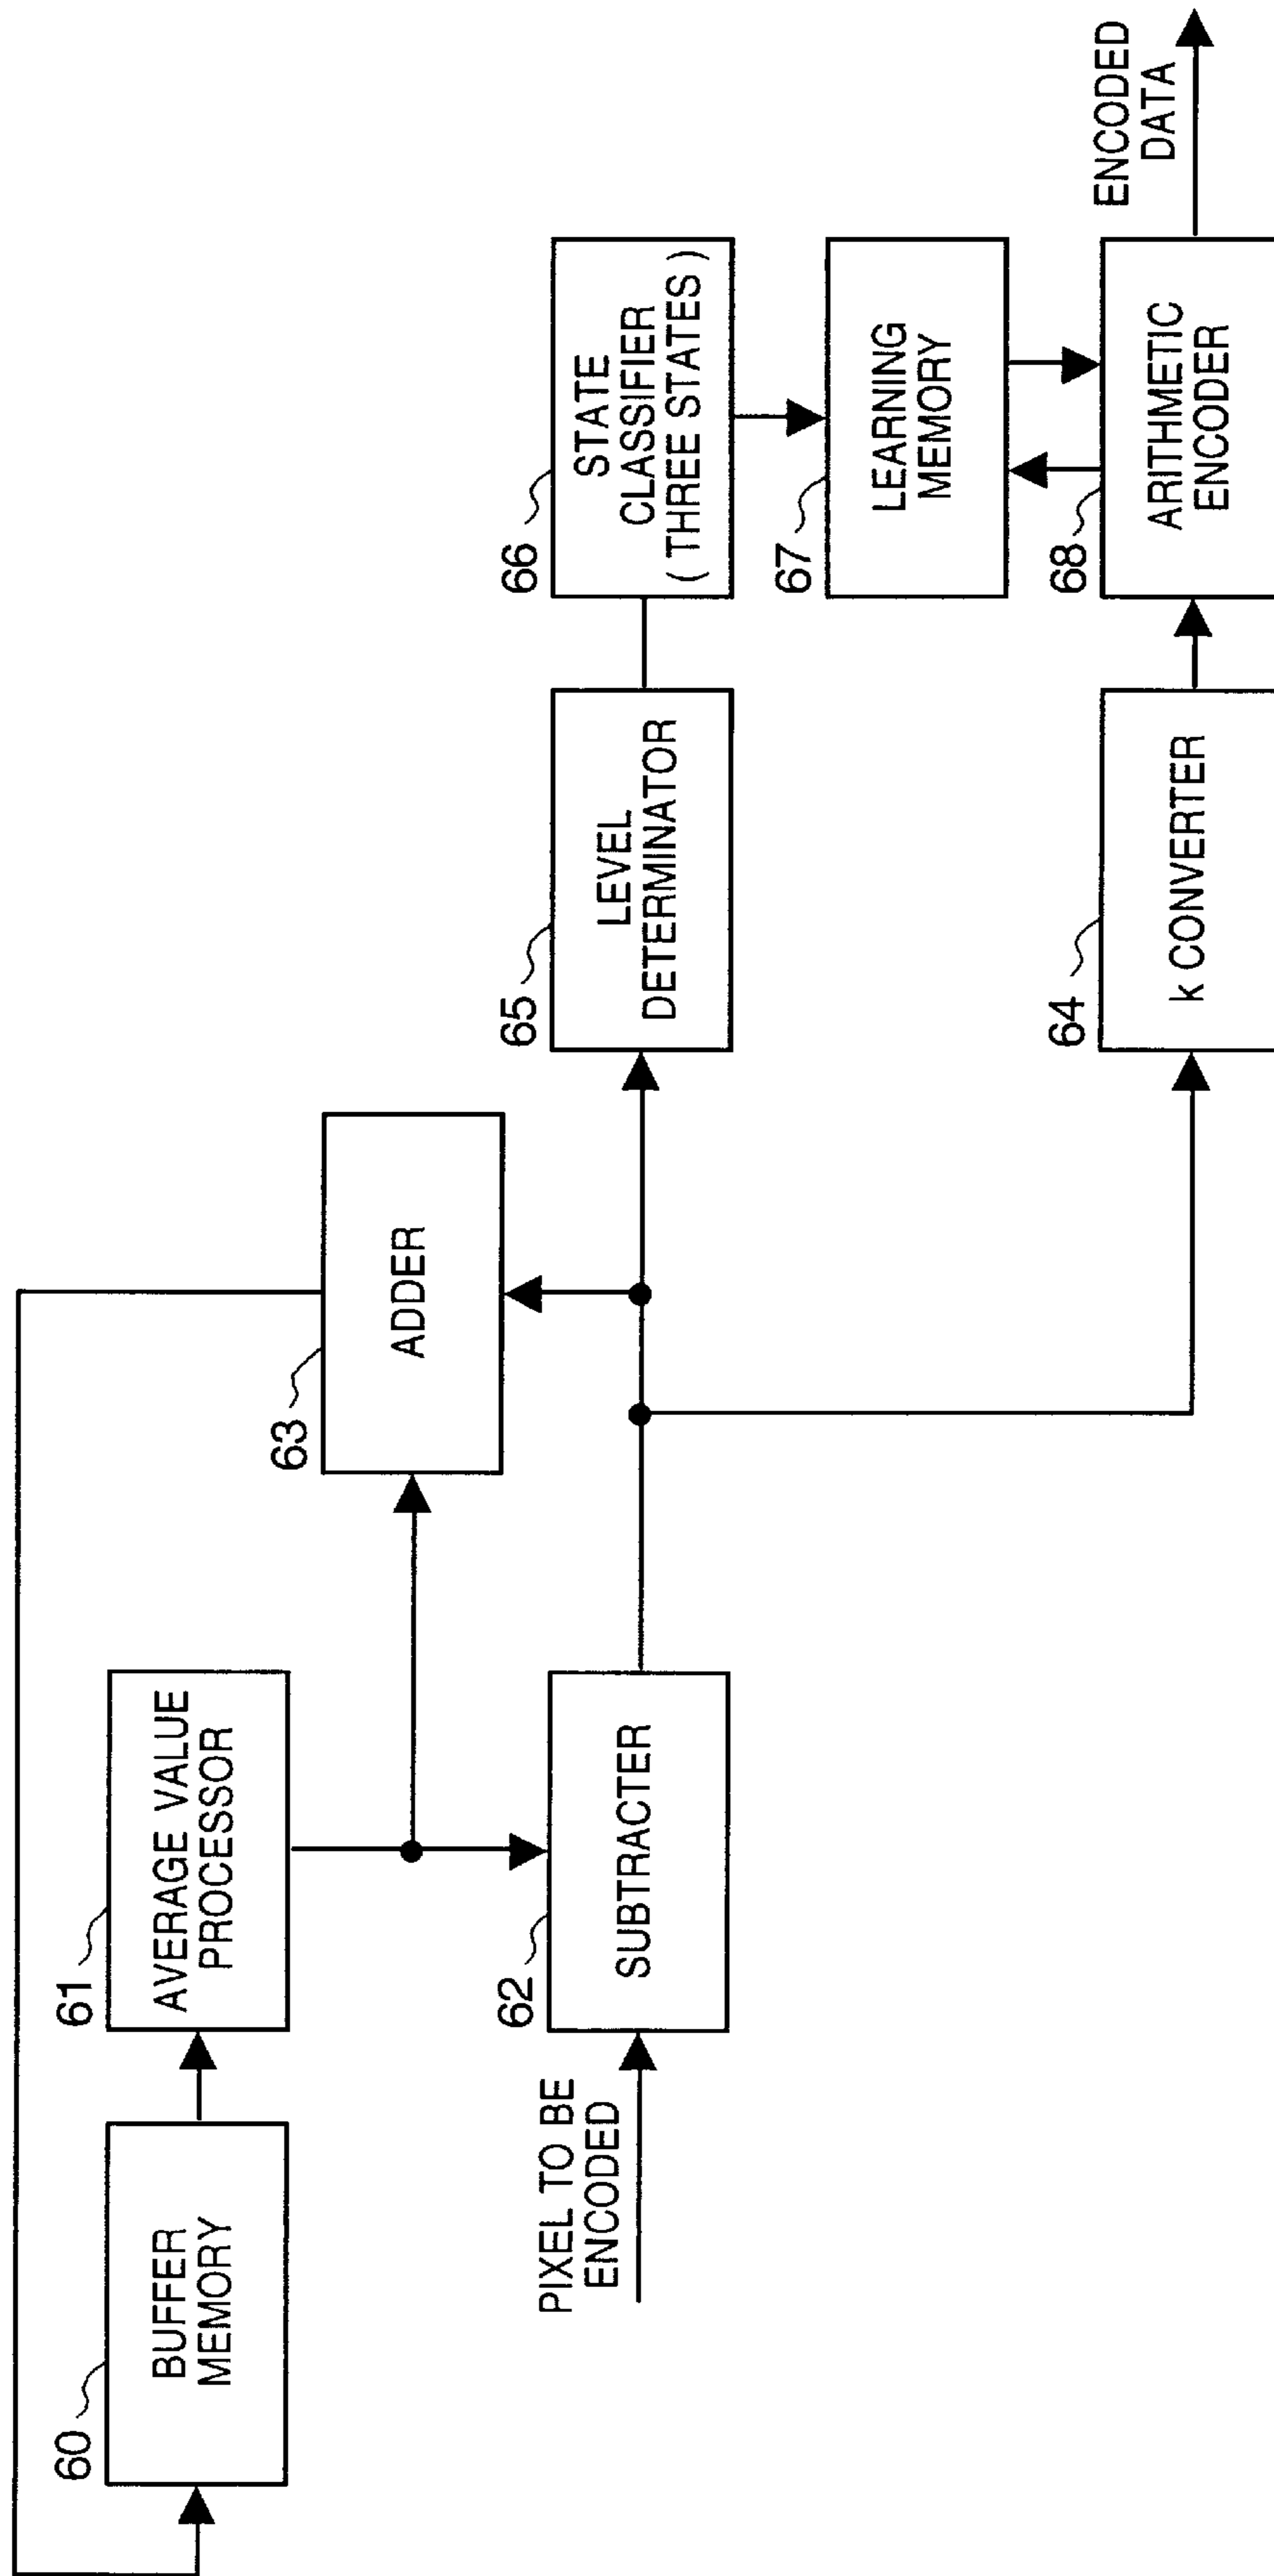 60
BUFFER
MEMORY
61
AVERAGE VALUE
PROCESSOR
63
ADDER
PIXEL TO BE
ENCODED
62
SUBTRACTER
65
LEVEL
DETERMINATOR
66
STATE
CLASSIFIER
( THREE STATES )
67
LEARNING
MEMORY
64
k CONVERTER
68
ARITHMETIC
ENCODER
ENCODED
DATA